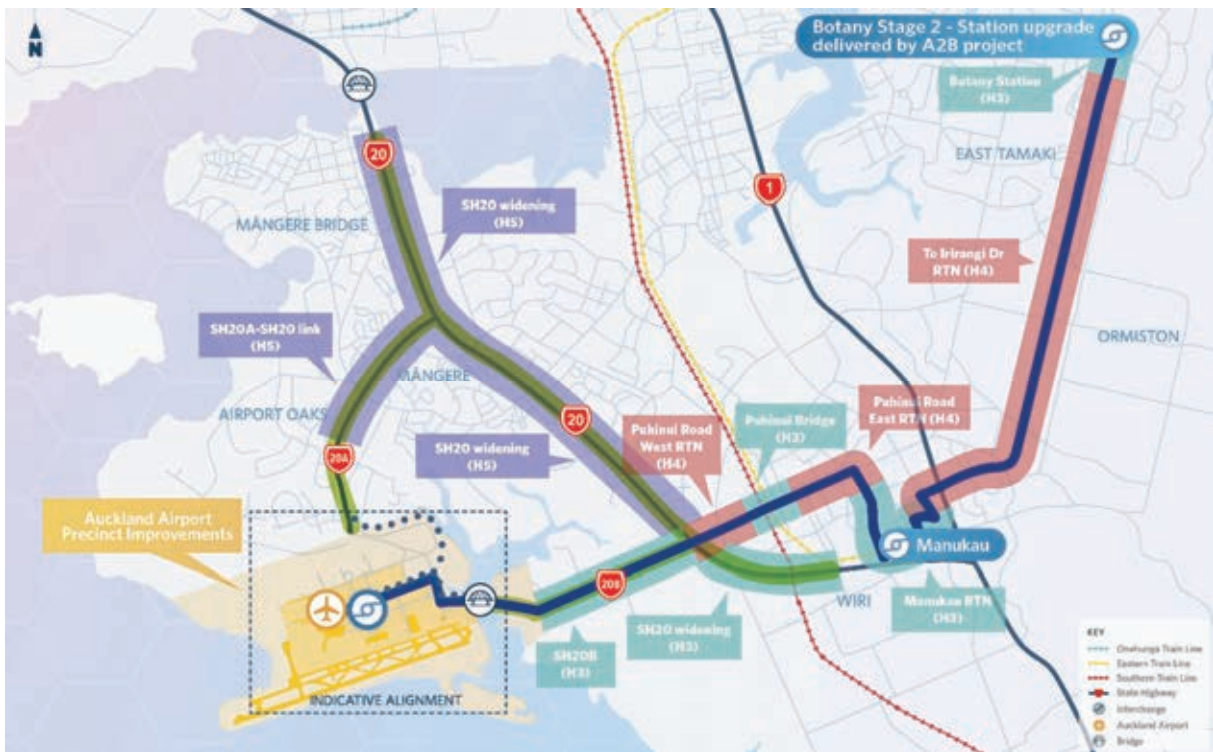 N
Botany Stage 2 - Station upgrade
delivered by A2B project
Botany Station
(H3)
20
EAST TAMAKI
1
SH20 widening
(H5)
MĀNGERE BRIDGE
Te Irirangi Dr
RTN (H4)
SH20A-SH20 link
(H5)
ORMISTON
MĀNGERE
AIRPORT OAKS
20
Puhinui Road
East RTN (H4)
Puhinui Bridge
(H3)
Puhinui Road
West RTN
(H4)
SH20 widening
(H5)
20A
Auckland Airport
Precinct Improvements
Manukau
20B
WIRI
Manukau RTN
(H3)
SH20 widening
(H3)
SH20B
(H3)
INDICATIVE ALIGNMENT
KEY
Onehunga Train Line
Eastern Train Line
Southern Train Line
State Highway
Interchange
Auckland Airport
Bridge